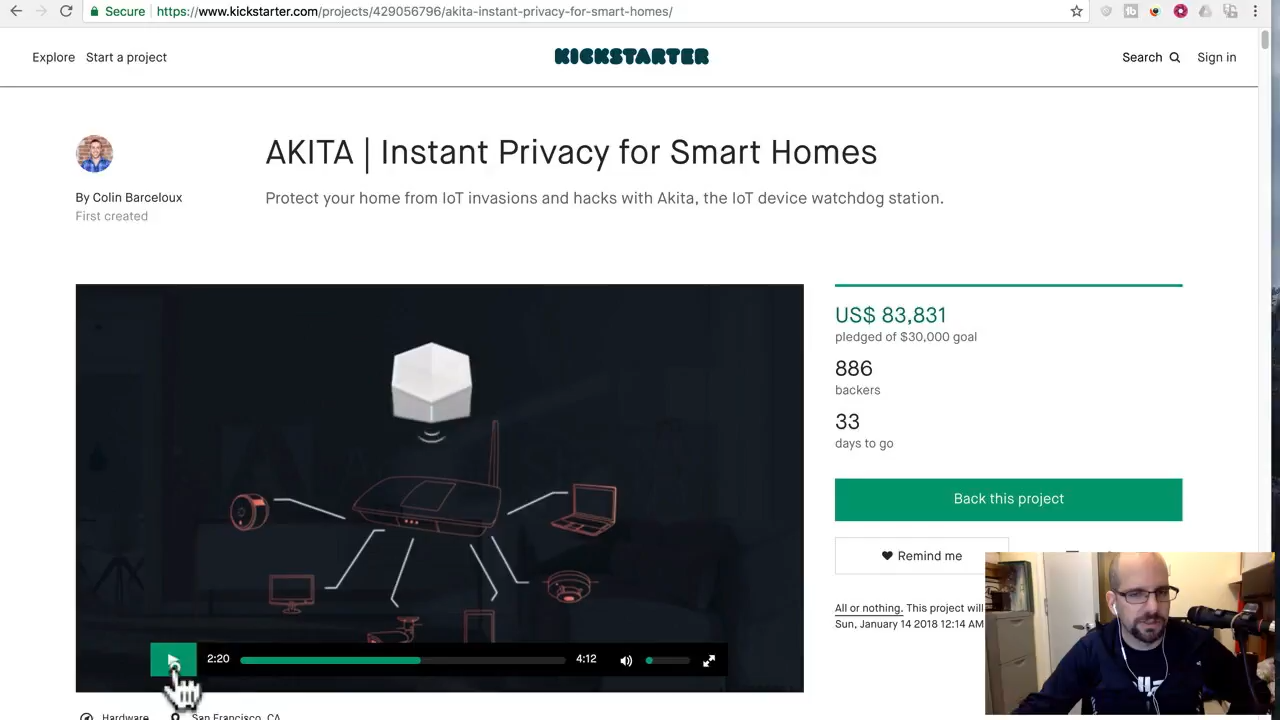 Secure
https://www.kickstarter.com/projects/429056796/akita-instant-privacy-for-smart-homes/
Explore
Start a project
KICKSTARTER
Search
Sign in
AKITA | Instant Privacy for Smart Homes
By Colin Barceloux
First created
Protect your home from IoT invasions and hacks with Akita, the IoT device watchdog station.
US$ 83,831
pledged of $30,000 goal
886
backers
33
days to go
Back this project
Remind me
All or nothing. This project will
Sun, January 14 2018 12:14 AM
2:20
4:12
Hardware
San Francisco, CA